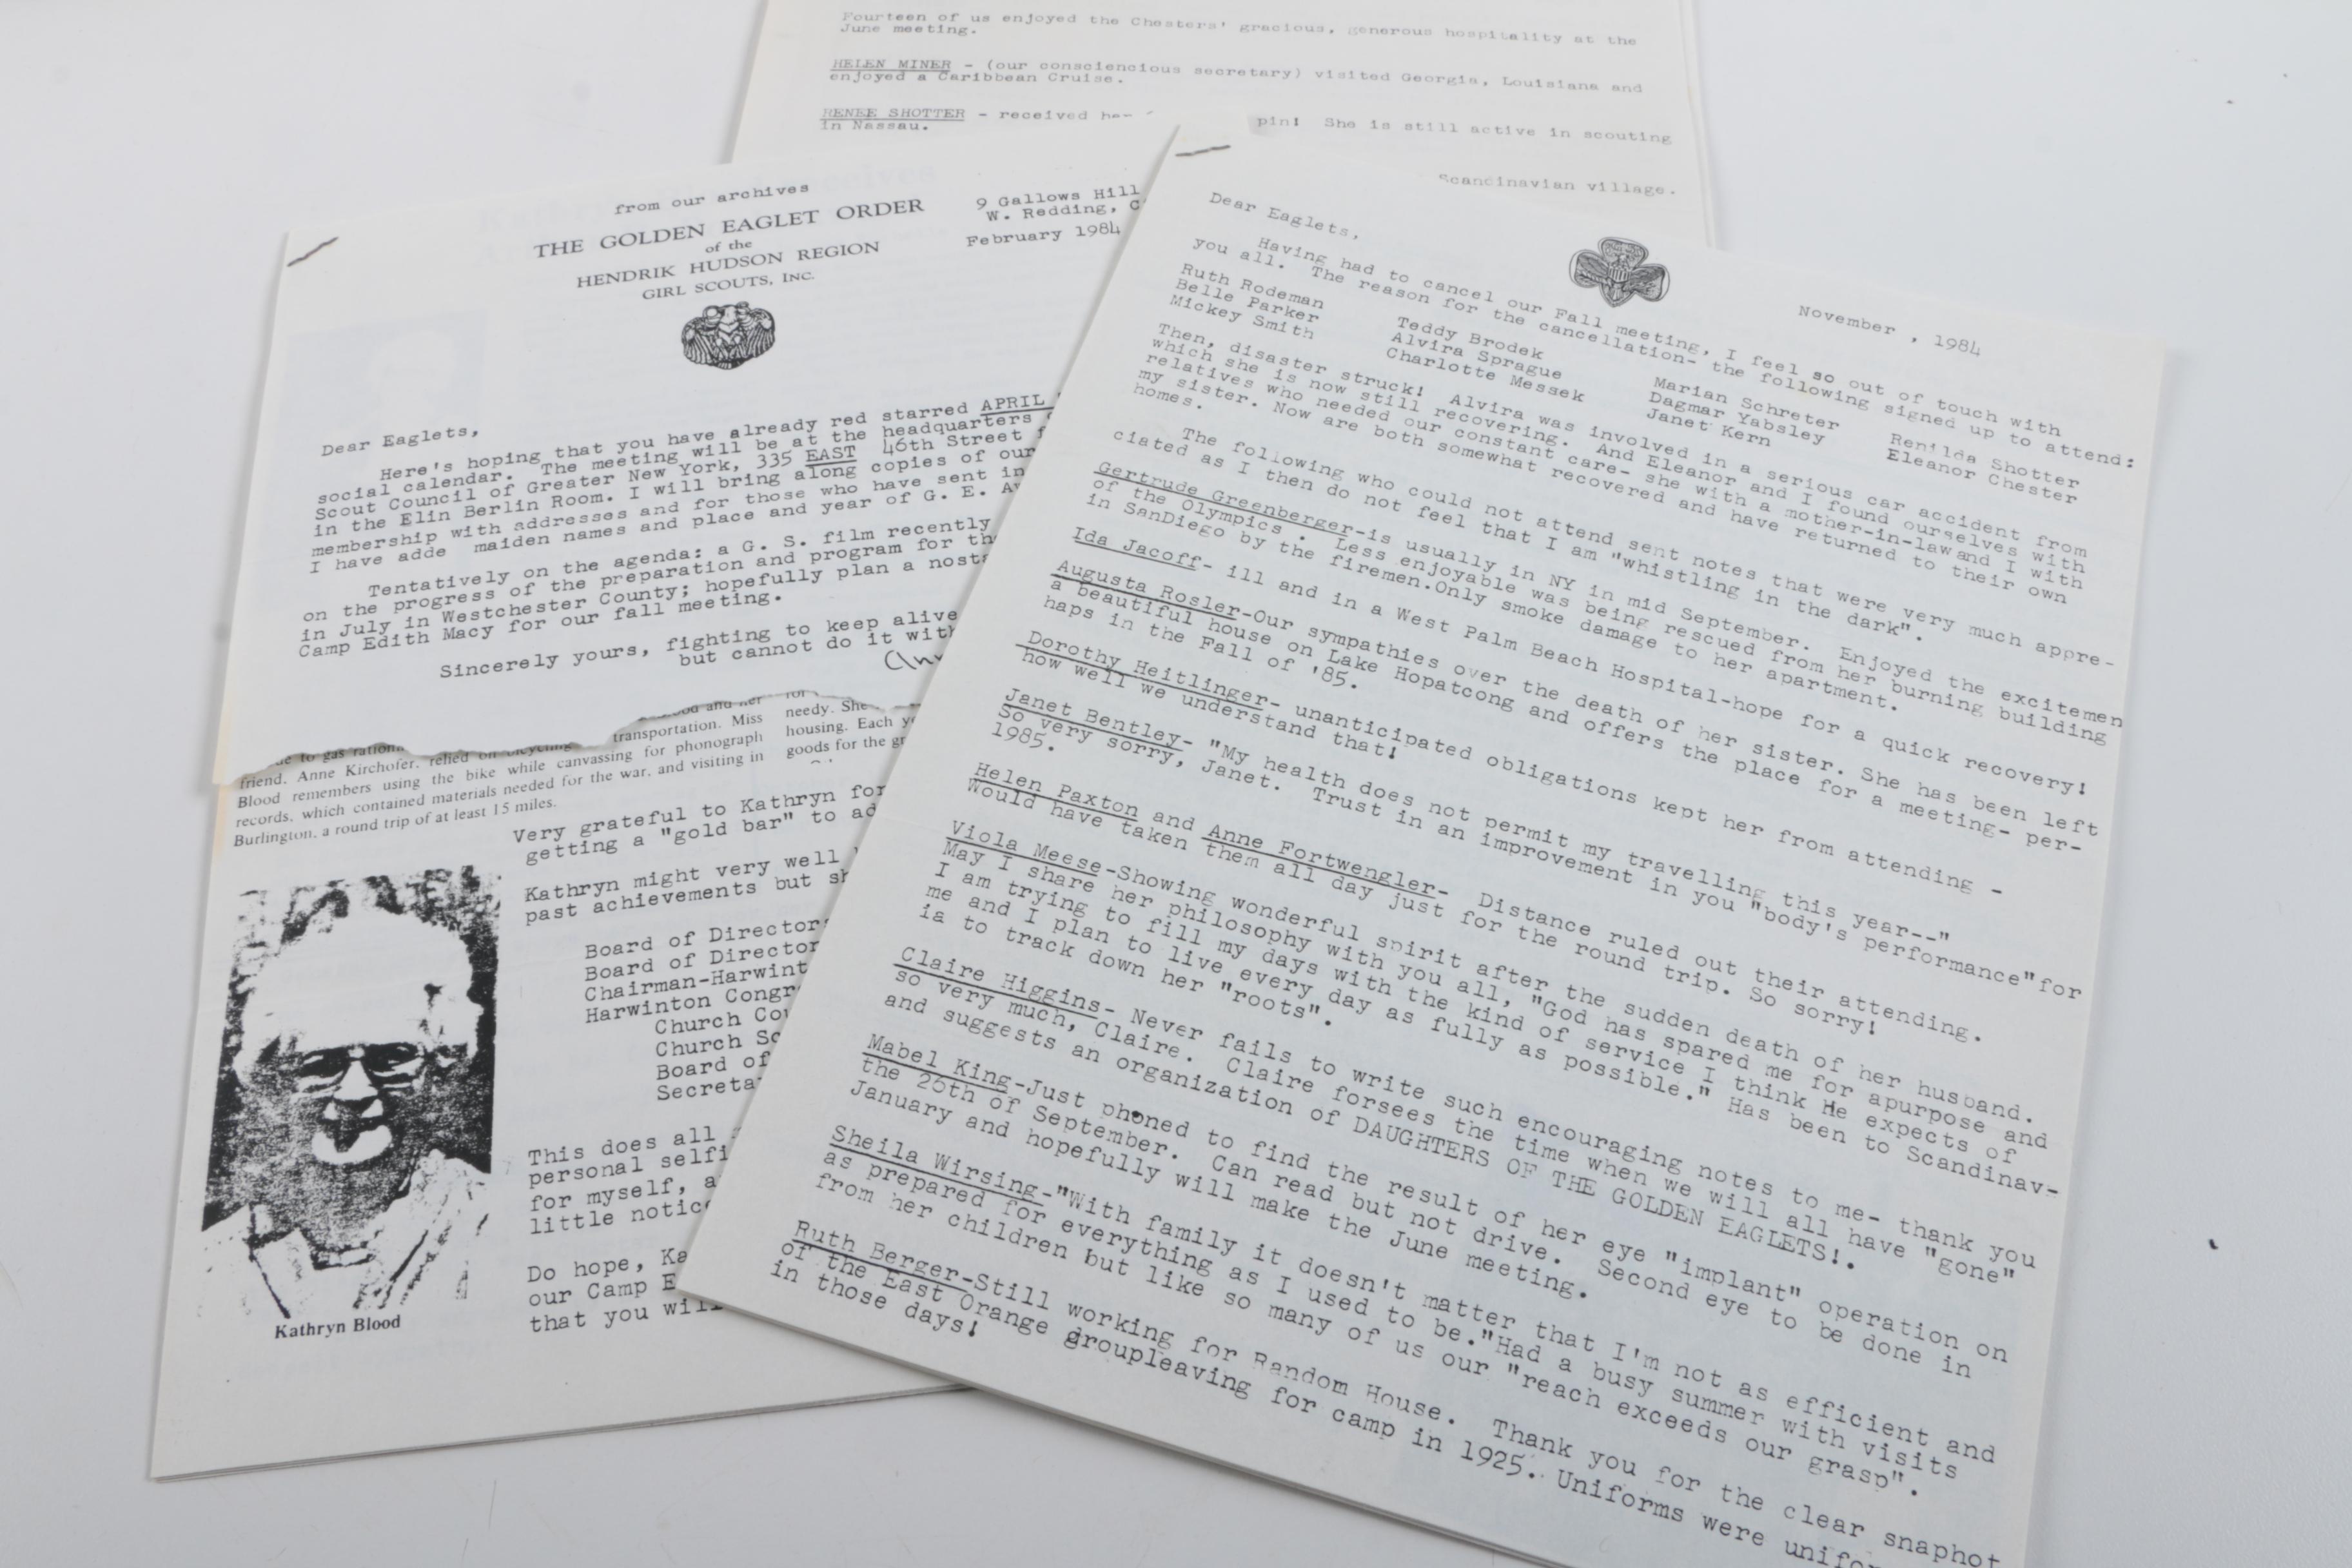 Fourteen of us enjoyed the Chesters' gracious, generous hospitality at the
June meeting.
HELEN MINER - (our consciencious secretary) visited Georgia, Louisiana and
enjoyed a Caribbean Cruise.
RENEE SHOTTER - received her pin! She is still active in scouting
in Nassau.
Scandinavian village.
from our archives
THE GOLDEN EAGLET ORDER
of the
HENDRIK HUDSON REGION
GIRL SCOUTS, INC.
9 Gallows Hill
W. Redding, C
February 1984
Dear Eaglets,
Here's hoping that you have already red starred APRIL
social calendar. The meeting will be at the headquarters
Scout Council of Greater New York, 335 EAST 46th Street
in the Elin Berlin Room. I will bring along copies of our
membership with addresses and for those who have sent in
I have adde maiden names and place and year of G. E. Aw
Tentatively on the agenda: a G. S. film recently
on the progress of the preparation and program for th
in July in Westchester County; hopefully plan a nosta
Camp Edith Macy for our fall meeting.
Sincerely yours, fighting to keep alive
but cannot do it with
to gas
friend, Anne Kirchofer, relied on bicycling
Blood remembers using the bike while canvassing for phonograph
records, which contained materials needed for the war, and visiting in
Burlington, a round trip of at least 15 miles.
and her
transportation. Miss
needy. She
housing. Each
goods for the
Very grateful to Kathryn for
getting a "gold bar" to ad
Kathryn might very well
past achievements but sh
Board of Directors
Board of Director
Chairman-Harwint
Harwinton Congr
Church Cou
Church Sc
Board of
Secreta
This does all
personal selfi
for myself, a
little notic
Do hope, Ka
our Camp E
that you will
Kathryn Blood
November , 1984
Dear Eaglets,
Having had to cancel our Fall meeting, I feel so out of touch with
you all. The reason for the cancellation- the following signed up to attend:
Ruth Rodeman Teddy Brodek Marian Schreter Renilda Shotter
Belle Parker Alvira Sprague Dagmar Yabsley Eleanor Chester
Mickey Smith Charlotte Messek Janet Kern
Then, disaster struck! Alvira was involved in a serious car accident from
which she is now still recovering. And Eleanor and I found ourselves with
relatives who needed our constant care- she with a mother-in-law and I with
my sister. Now are both somewhat recovered and have returned to their own
homes.
The following who could not attend sent notes that were very much appre-
ciated as I then do not feel that I am "whistling in the dark".
Gertrude Greenberger-is usually in NY in mid September. Enjoyed the excitemen
of the Olympics . Less enjoyable was being rescued from her burning building
in SanDiego by the firemen.Only smoke damage to her apartment.
Ida Jacoff- ill and in a West Palm Beach Hospital-hope for a quick recovery!
Augusta Rosler-Our sympathies over the death of her sister. She has been left
a beautiful house on Lake Hopatcong and offers the place for a meeting- per-
haps in the Fall of '85.
Dorothy Heitlinger- unanticipated obligations kept her from attending -
how well we understand that!
Janet Bentley- "My health does not permit my travelling this year--"
So very sorry, Janet. Trust in an improvement in you "body's performance"for
1985.
Helen Paxton and Anne Fortwengler- Distance ruled out their attending.
Would have taken them all day just for the round trip. So sorry!
Viola Meese-Showing wonderful spirit after the sudden death of her husband.
May I share her philosophy with you all, "God has spared me for apurpose and
I am trying to fill my days with the kind of service I think He expects of
me and I plan to live every day as fully as possible." Has been to Scandinav-
ia to track down her "roots".
Claire Higgins- Never fails to write such encouraging notes to me- thank you
so very much, Claire. Claire forsees the time when we will all have "gone"
and suggests an organization of DAUGHTERS OF THE GOLDEN EAGLETS!.
Mabel King-Just phoned to find the result of her eye "implant" operation on
the 25th of September. Can read but not drive. Second eye to be done in
January and hopefully will make the June meeting.
Sheila Wirsing-"With family it doesn't matter that I'm not as efficient and
as prepared for everything as I used to be."Had a busy summer with visits
from her children but like so many of us our "reach exceeds our grasp".
Ruth Berger-Still working for Random House. Thank you for the clear snaphot
of the East Orange groupleaving for camp in 1925. Uniforms were unifor
in those days!